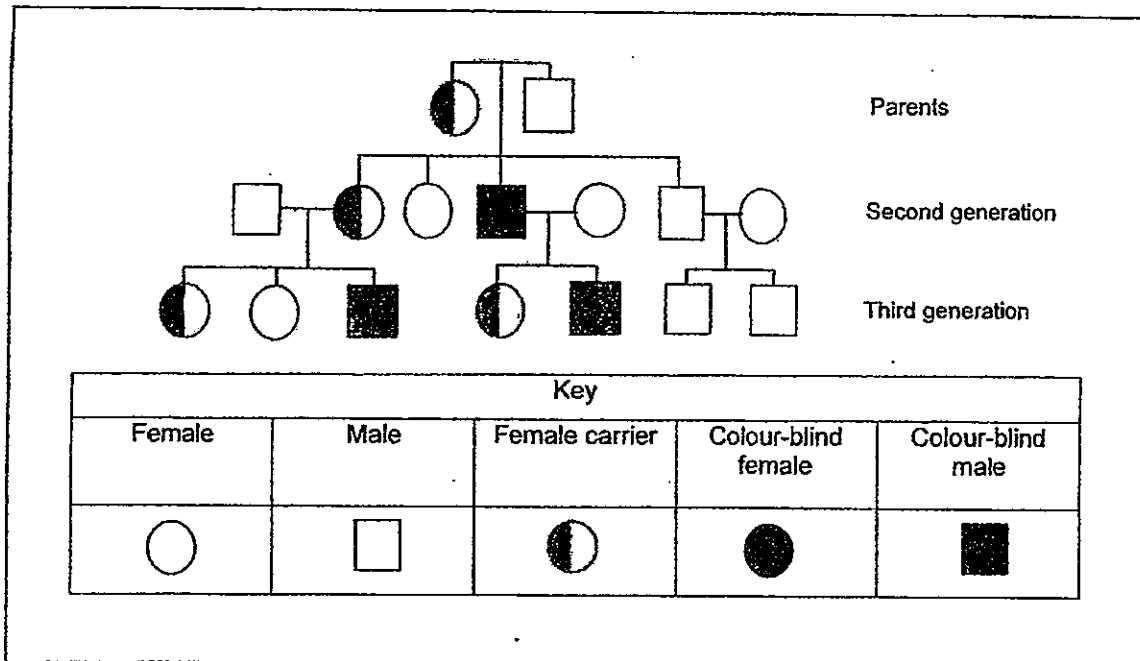 Parents
Second generation
Third generation
Key
Female
Male
Female carrier
Colour-blind
female
Colour-blind
male